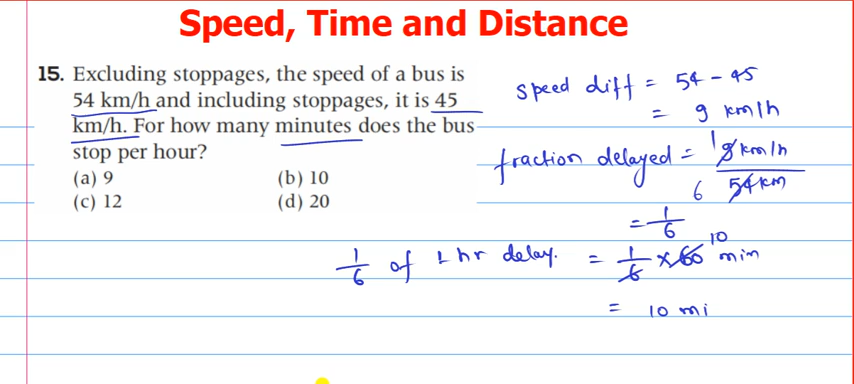 Speed, Time and Distance
15. Excluding stoppages, the speed of a bus is
54 km/h and including stoppages, it is 45
km/h. For how many minutes does the bus
stop per hour?
(a) 9 (b) 10
(c) 12 (d) 20
speed diff = 54 - 45
= 9 km/h
fraction delayed = 1 9 km/h / 6 54 km
= 1/6
1/6 of 1 hr delay. = 1/6 × 60 10 min
= 10 mi